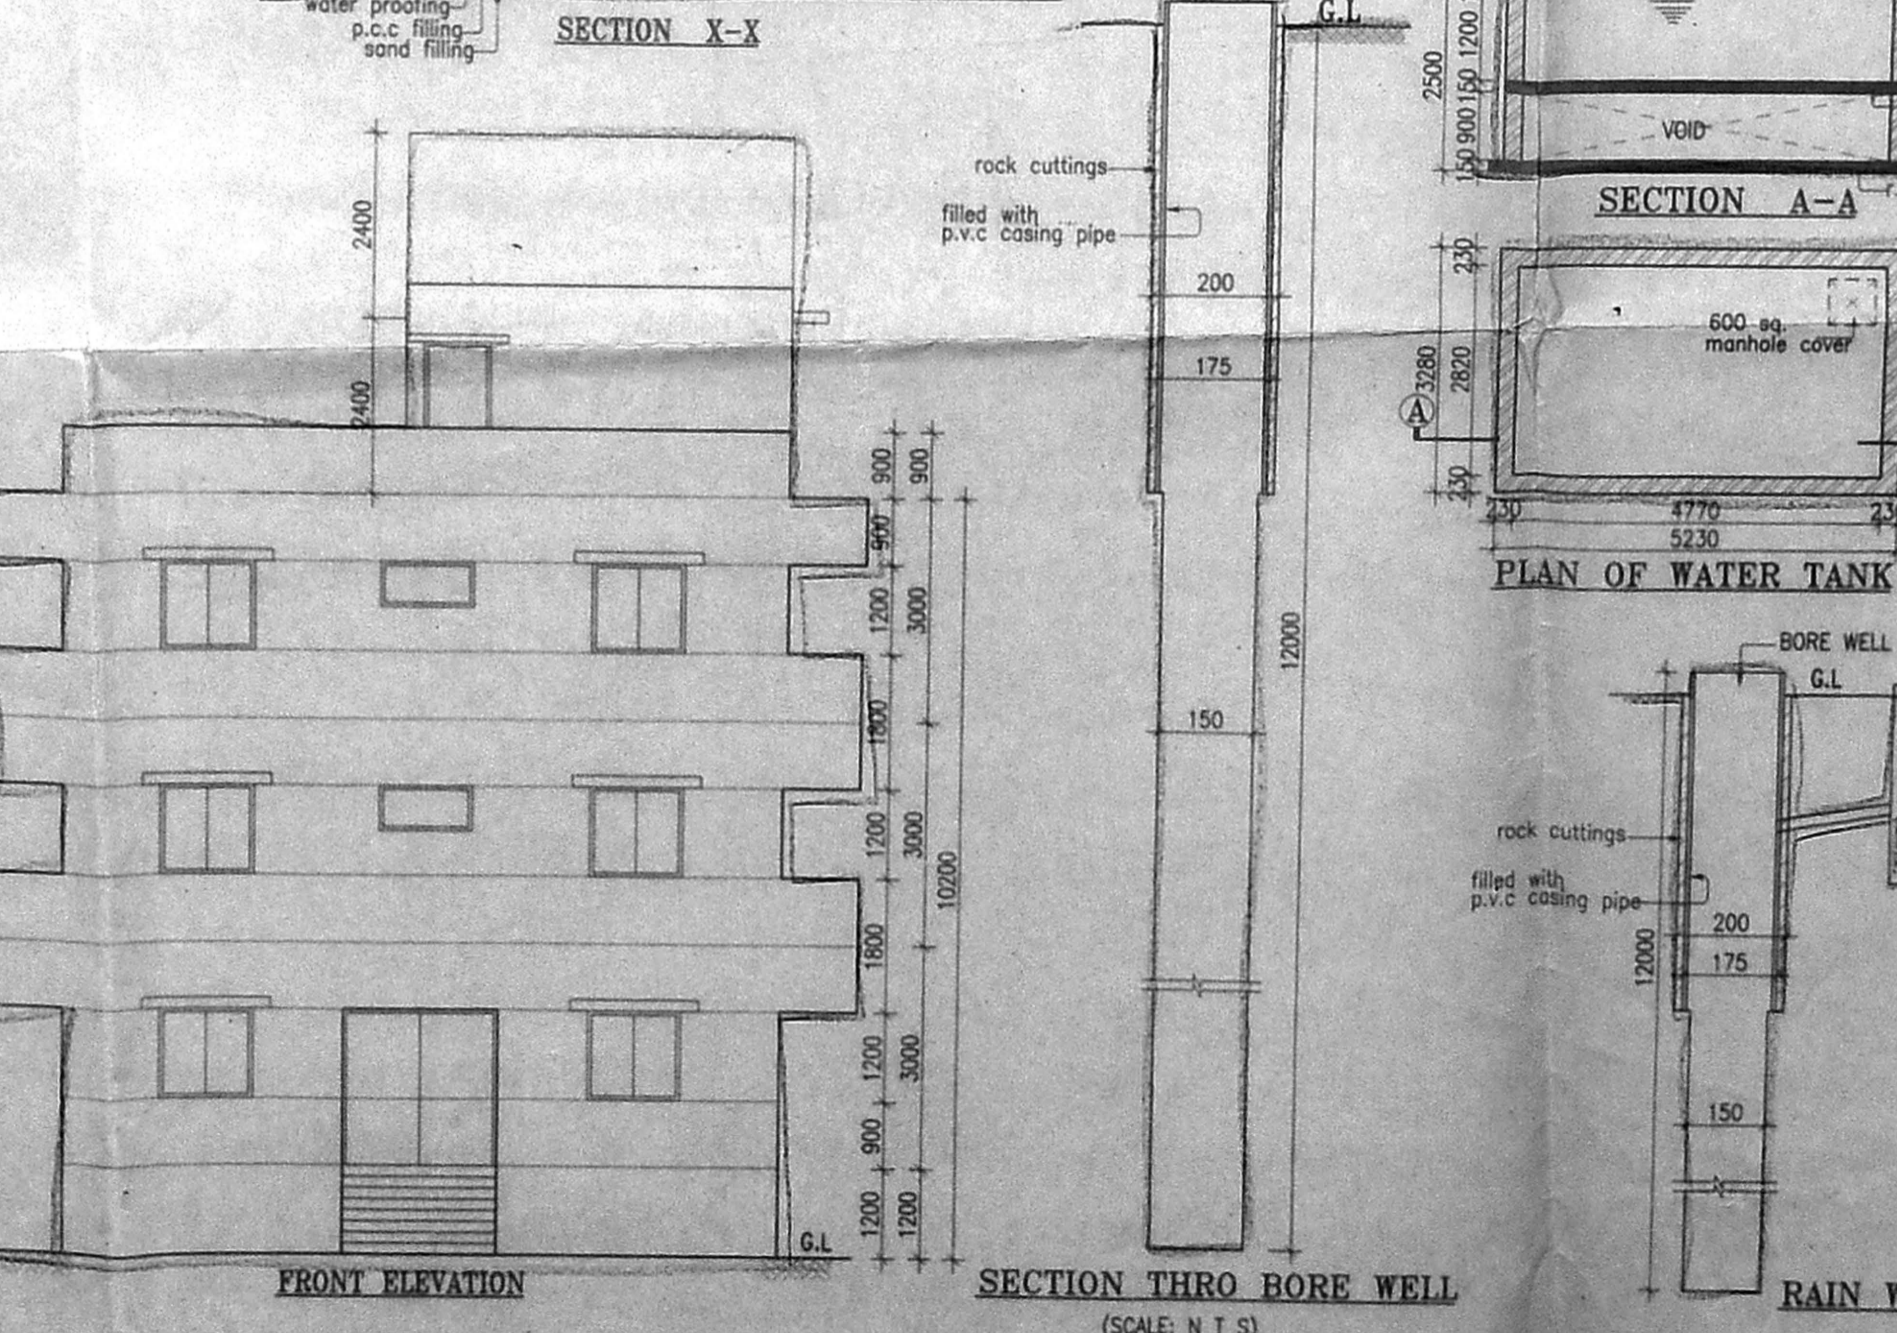 water proofing
p.c.c filling
sand filling
SECTION X-X
2400
2400
900
900
900
1200
3000
1800
1200
3000
10200
1800
1200
3000
900
1200
1200
G.L
FRONT ELEVATION
G.L
rock cuttings
filled with
p.v.c casing pipe
200
175
150
12000
SECTION THRO BORE WELL
(SCALE: N T S)
2500
1200
150
900
150
VOID
SECTION A-A
230
3280
2820
230
A
600 sq.
manhole cover
230
4770
5230
PLAN OF WATER TANK
BORE WELL
G.L
rock cuttings
filled with
p.v.c casing pipe
200
175
12000
150
RAIN